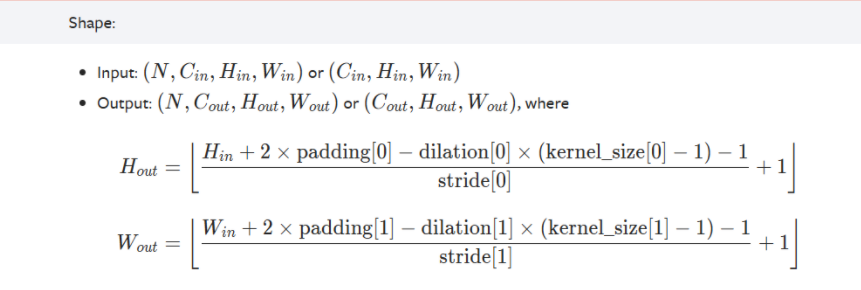 Shape:
• Input: (N, C_in, H_in, W_in) or (C_in, H_in, W_in)
• Output: (N, C_out, H_out, W_out) or (C_out, H_out, W_out), where
H_out = ⌊(H_in + 2 × padding[0] − dilation[0] × (kernel_size[0] − 1) − 1) / stride[0] + 1⌋
W_out = ⌊(W_in + 2 × padding[1] − dilation[1] × (kernel_size[1] − 1) − 1) / stride[1] + 1⌋